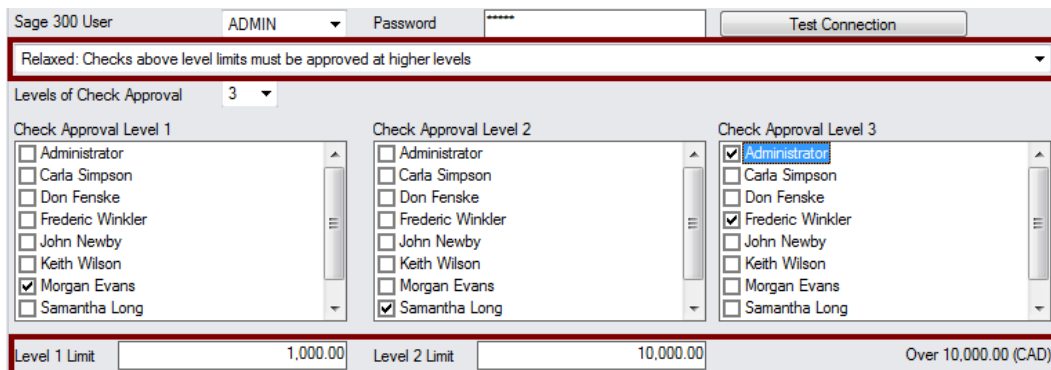 Sage 300 User ADMIN Password ***** Test Connection
Relaxed: Checks above level limits must be approved at higher levels
Levels of Check Approval 3
Check Approval Level 1 Check Approval Level 2 Check Approval Level 3
Administrator Administrator Administrator
Carla Simpson Carla Simpson Carla Simpson
Don Fenske Don Fenske Don Fenske
Frederic Winkler Frederic Winkler Frederic Winkler
John Newby John Newby John Newby
Keith Wilson Keith Wilson Keith Wilson
Morgan Evans Morgan Evans Morgan Evans
Samantha Long Samantha Long Samantha Long
Level 1 Limit 1,000.00 Level 2 Limit 10,000.00 Over 10,000.00 (CAD)